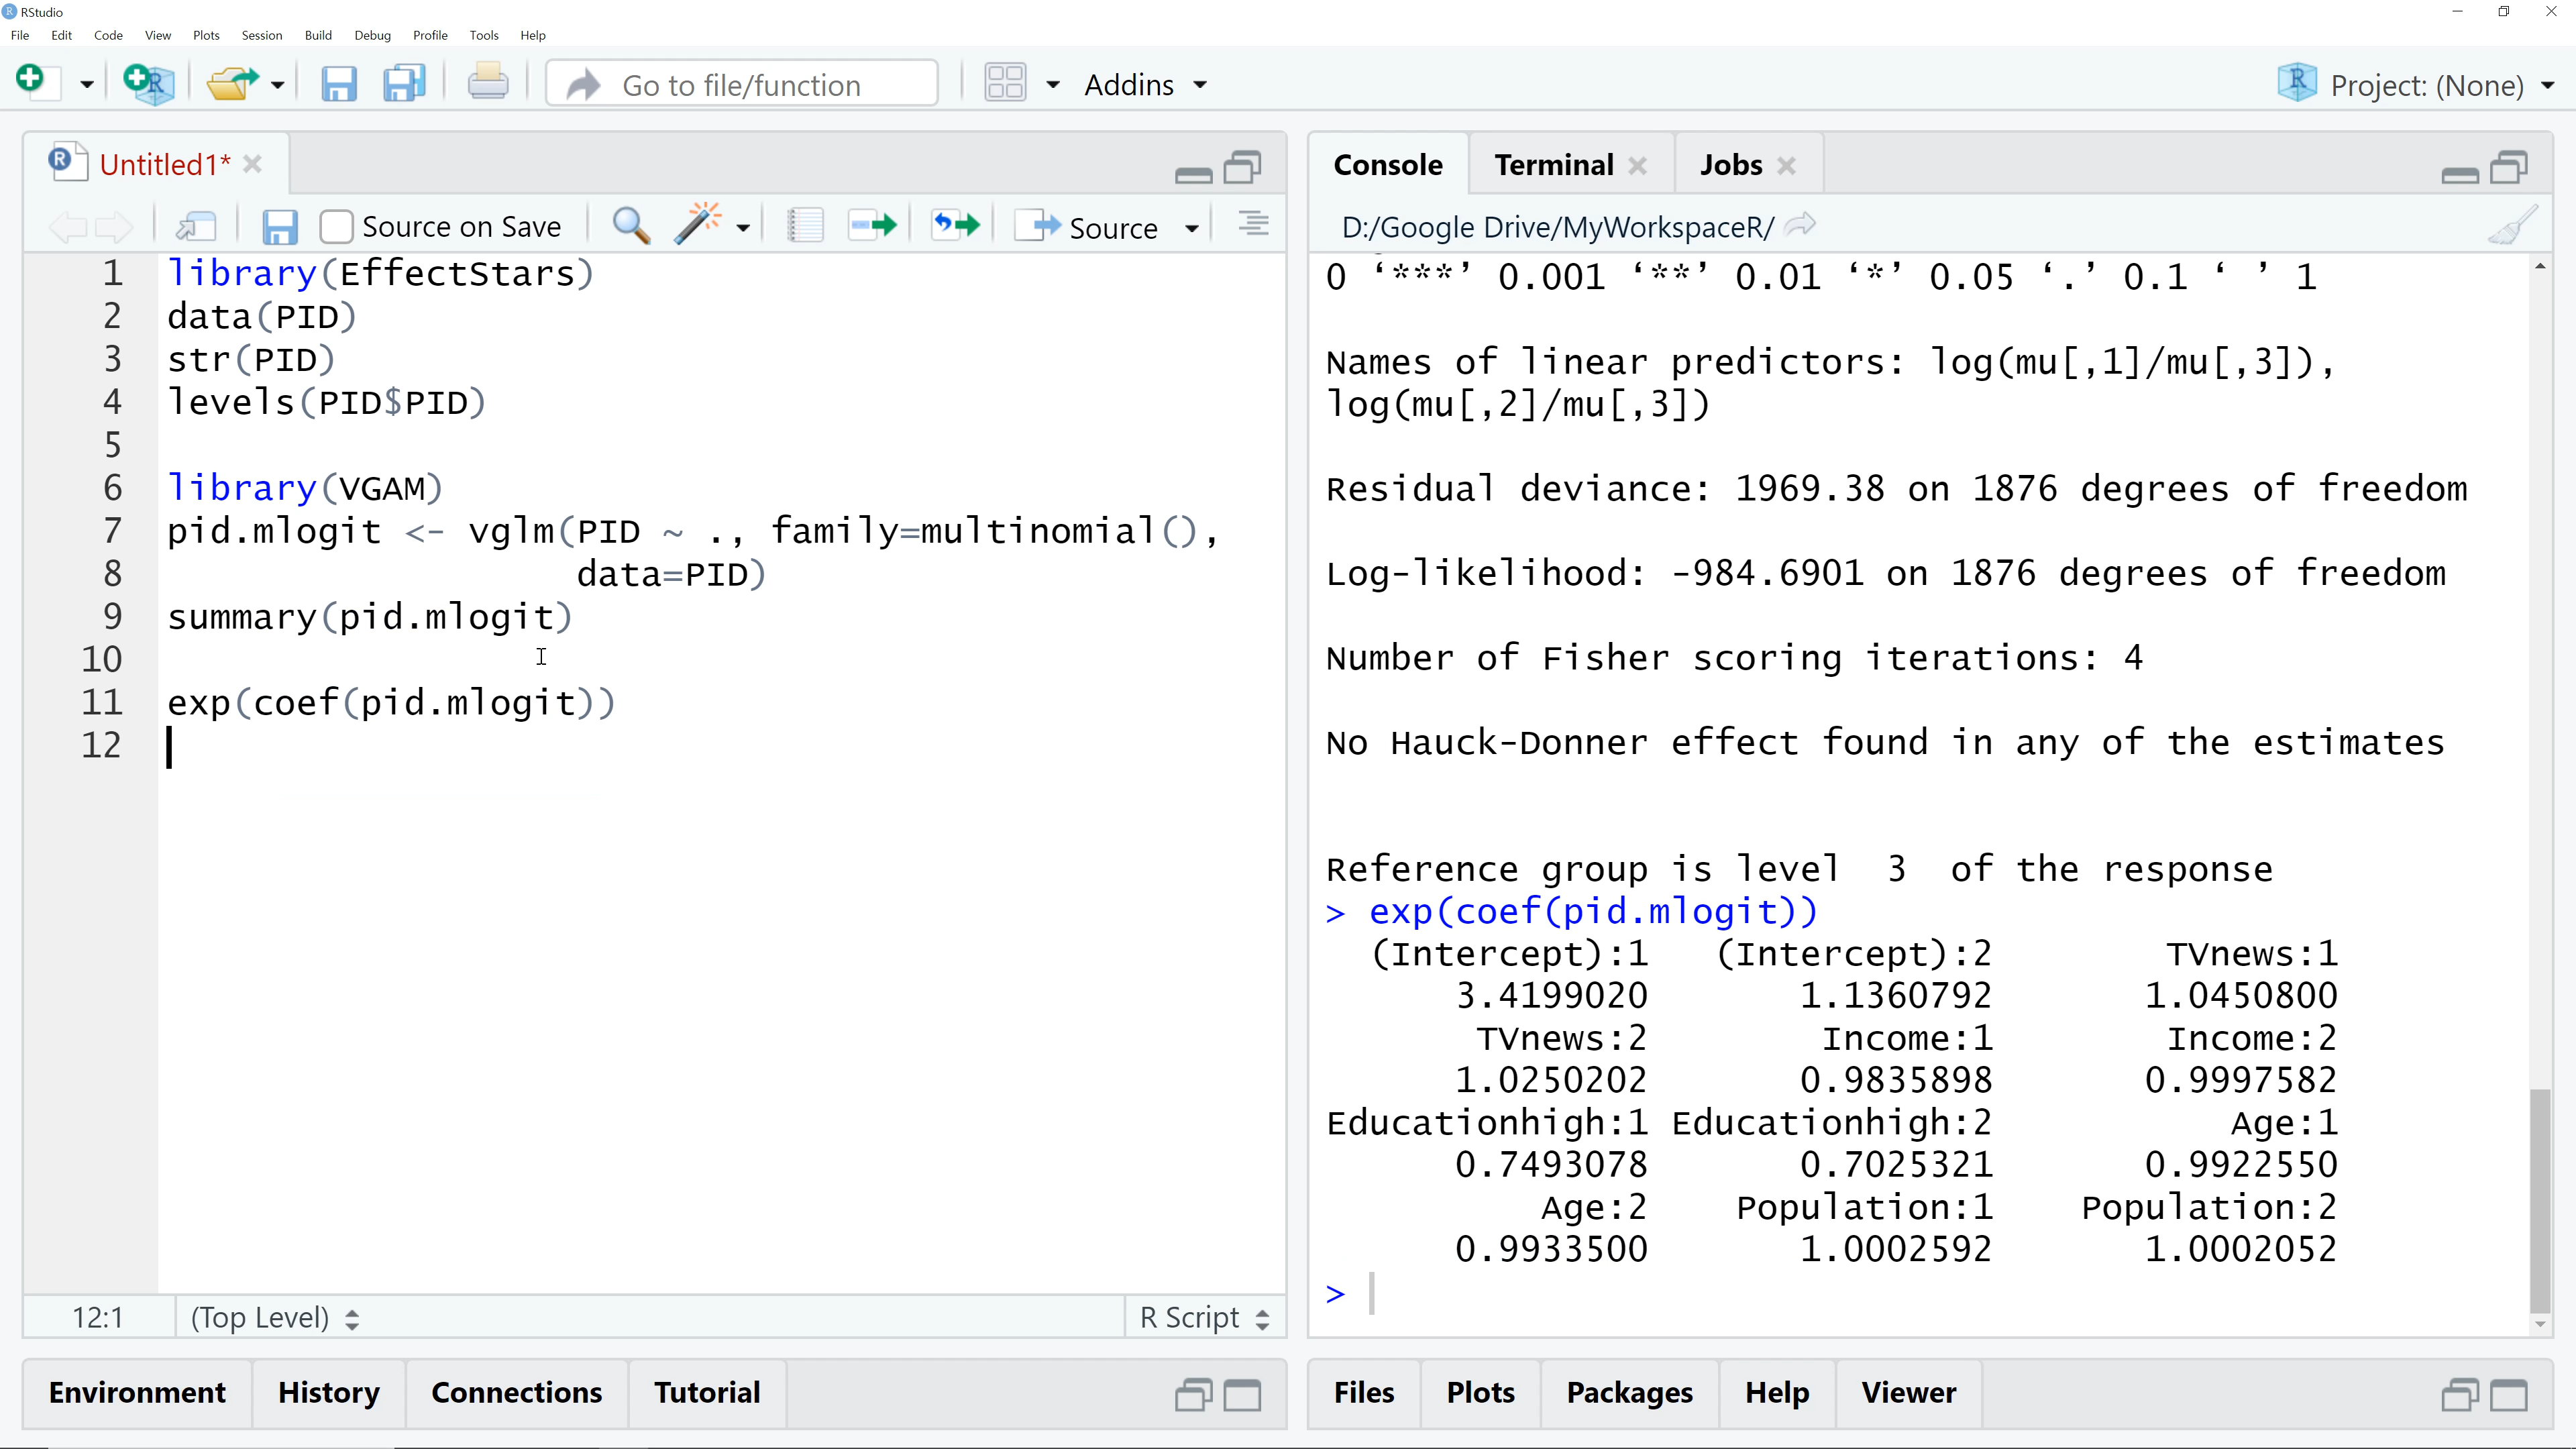 RStudio
File Edit Code View Plots Session Build Debug Profile Tools Help
Go to file/function Addins Project: (None)
Untitled1*
Source on Save Source
1 library(EffectStars)
2 data(PID)
3 str(PID)
4 levels(PID$PID)
5
6 library(VGAM)
7 pid.mlogit <- vglm(PID ~ ., family=multinomial(),
8 data=PID)
9 summary(pid.mlogit)
10
11 exp(coef(pid.mlogit))
12
12:1 (Top Level) R Script
Environment History Connections Tutorial
Console Terminal Jobs
D:/Google Drive/MyWorkspaceR/
0 ‘***’ 0.001 ‘**’ 0.01 ‘*’ 0.05 ‘.’ 0.1 ‘ ’ 1
Names of linear predictors: log(mu[,1]/mu[,3]),
log(mu[,2]/mu[,3])
Residual deviance: 1969.38 on 1876 degrees of freedom
Log-likelihood: -984.6901 on 1876 degrees of freedom
Number of Fisher scoring iterations: 4
No Hauck-Donner effect found in any of the estimates
Reference group is level 3 of the response
> exp(coef(pid.mlogit))
(Intercept):1 (Intercept):2 TVnews:1
3.4199020 1.1360792 1.0450800
TVnews:2 Income:1 Income:2
1.0250202 0.9835898 0.9997582
Educationhigh:1 Educationhigh:2 Age:1
0.7493078 0.7025321 0.9922550
Age:2 Population:1 Population:2
0.9933500 1.0002592 1.0002052
>
Files Plots Packages Help Viewer